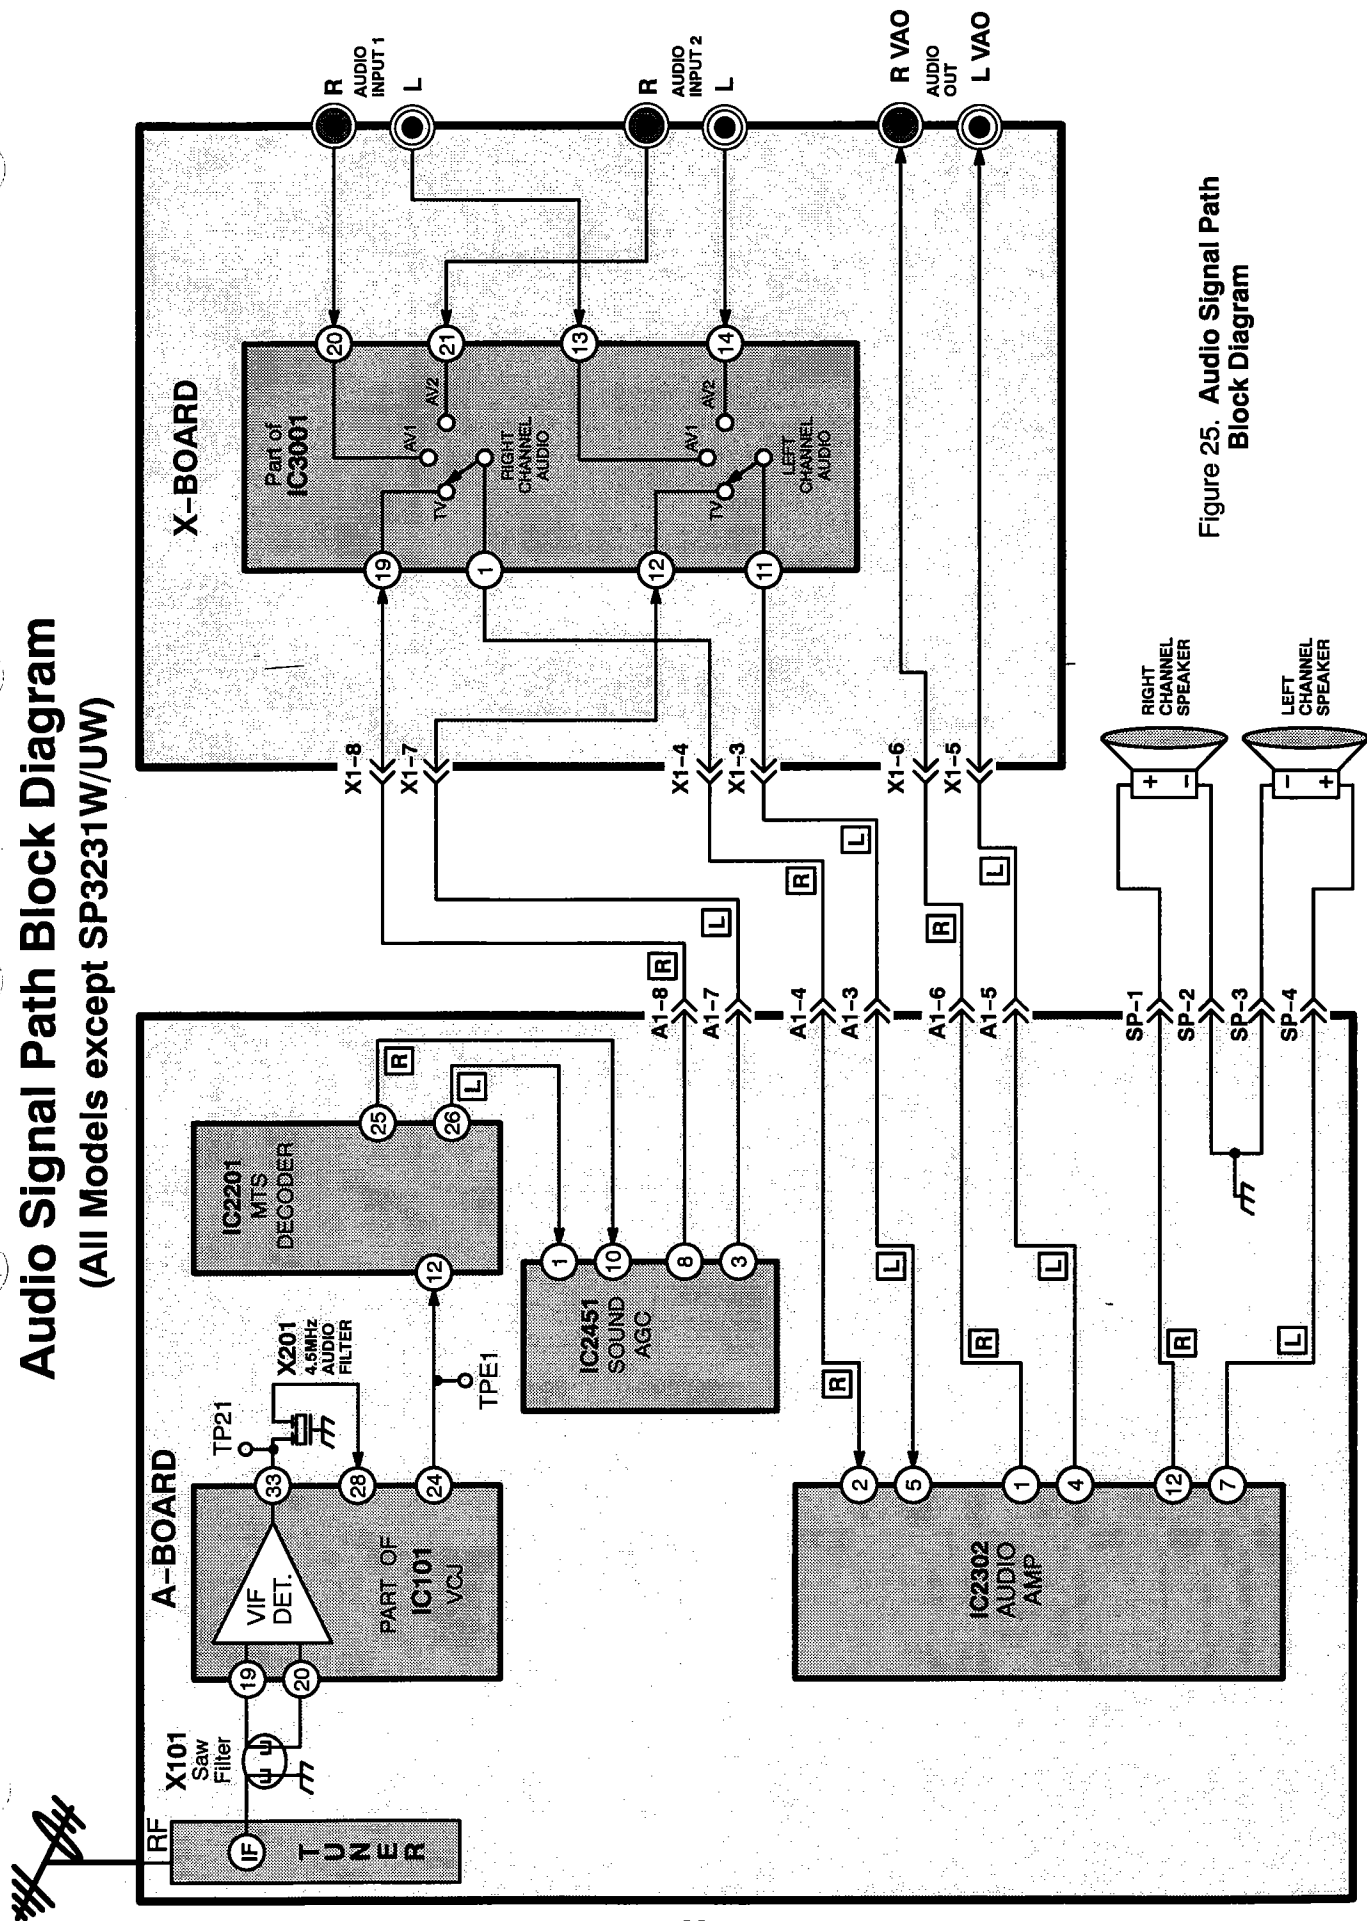 Audio Signal Path Block Diagram
(All Models except SP3231W/UW)
A-BOARD
RF
IF
TUNER
X101
Saw
Filter
19
20
VIF
DET.
PART OF
IC101
VCJ
33
28
24
TP21
X201
4.5MHz
AUDIO
FILTER
TPE1
12
IC2201
MTS
DECODER
25
26
R
L
IC2451
SOUND
AGC
1
10
8
3
IC2302
AUDIO
AMP
2
5
1
4
12
7
R
L
R
L
R
L
A1-8
A1-7
A1-4
A1-3
A1-6
A1-5
SP-1
SP-2
SP-3
SP-4
R
L
R
L
R
L
X1-8
X1-7
X1-4
X1-3
X1-6
X1-5
+
-
RIGHT
CHANNEL
SPEAKER
-
+
LEFT
CHANNEL
SPEAKER
X-BOARD
Part of
IC3001
19
1
12
11
TV
AV1
AV2
RIGHT
CHANNEL
AUDIO
TV
AV1
AV2
LEFT
CHANNEL
AUDIO
20
21
13
14
R
AUDIO
INPUT 1
L
R
AUDIO
INPUT 2
L
R VAO
AUDIO
OUT
L VAO
Figure 25. Audio Signal Path
Block Diagram